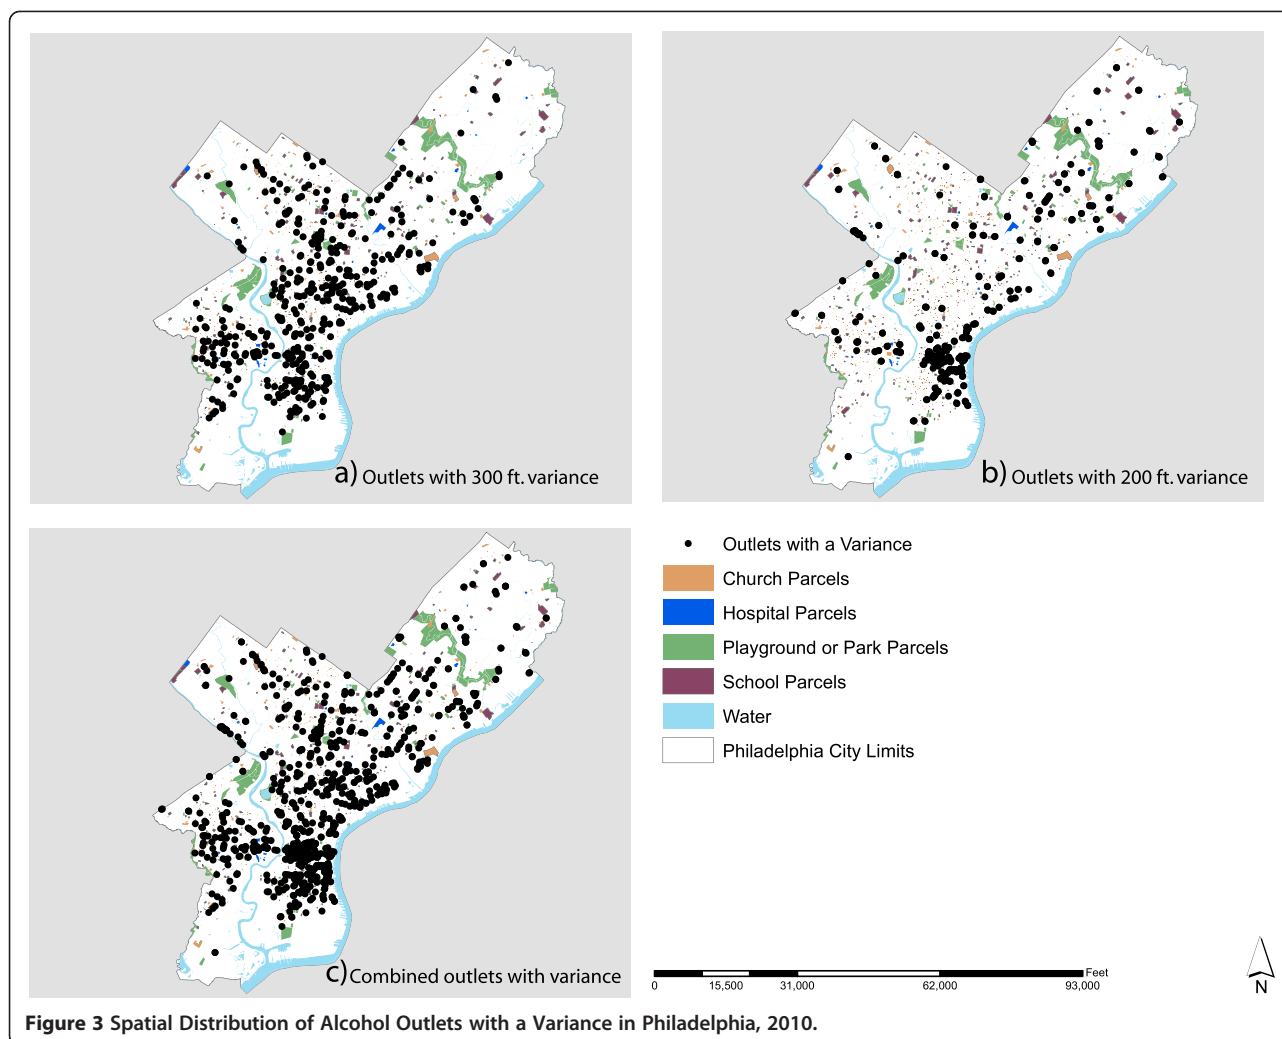 a) Outlets with 300 ft. variance
b) Outlets with 200 ft. variance
c) Combined outlets with variance
Outlets with a Variance
Church Parcels
Hospital Parcels
Playground or Park Parcels
School Parcels
Water
Philadelphia City Limits
Feet
0 15,500 31,000 62,000 93,000
N
Figure 3 Spatial Distribution of Alcohol Outlets with a Variance in Philadelphia, 2010.